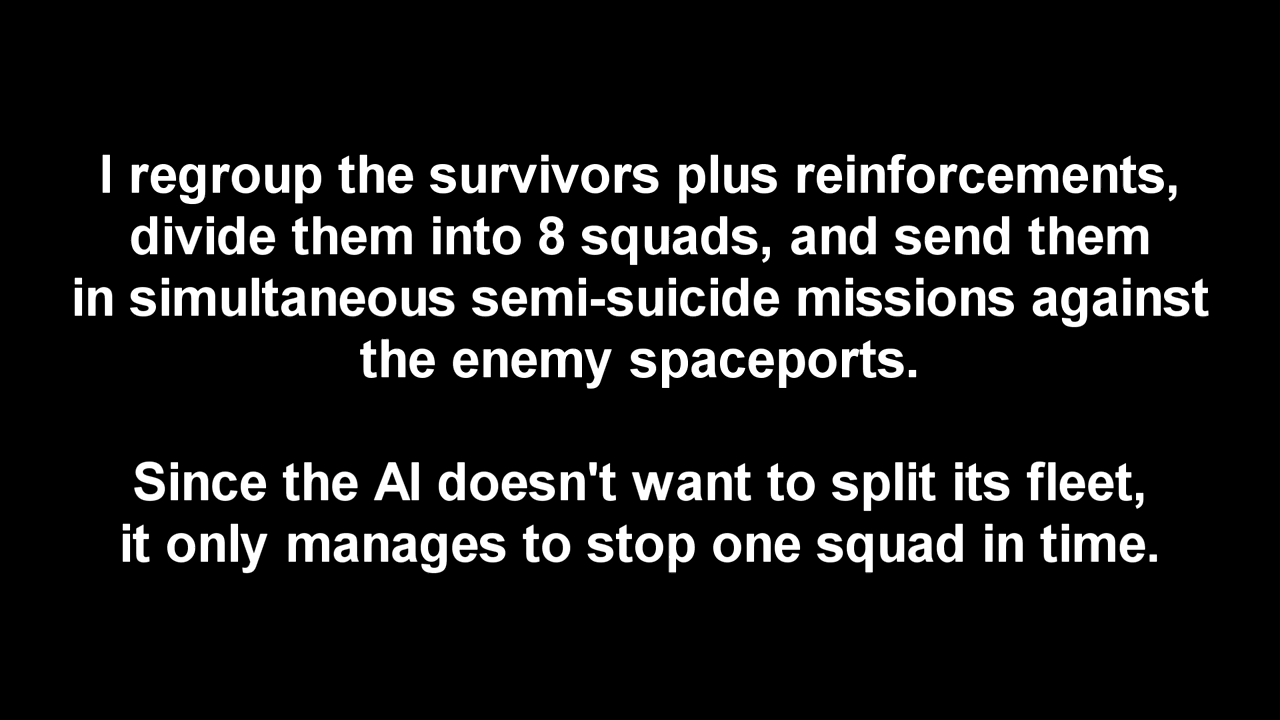 I regroup the survivors plus reinforcements,
divide them into 8 squads, and send them
in simultaneous semi-suicide missions against
the enemy spaceports.
Since the AI doesn't want to split its fleet,
it only manages to stop one squad in time.